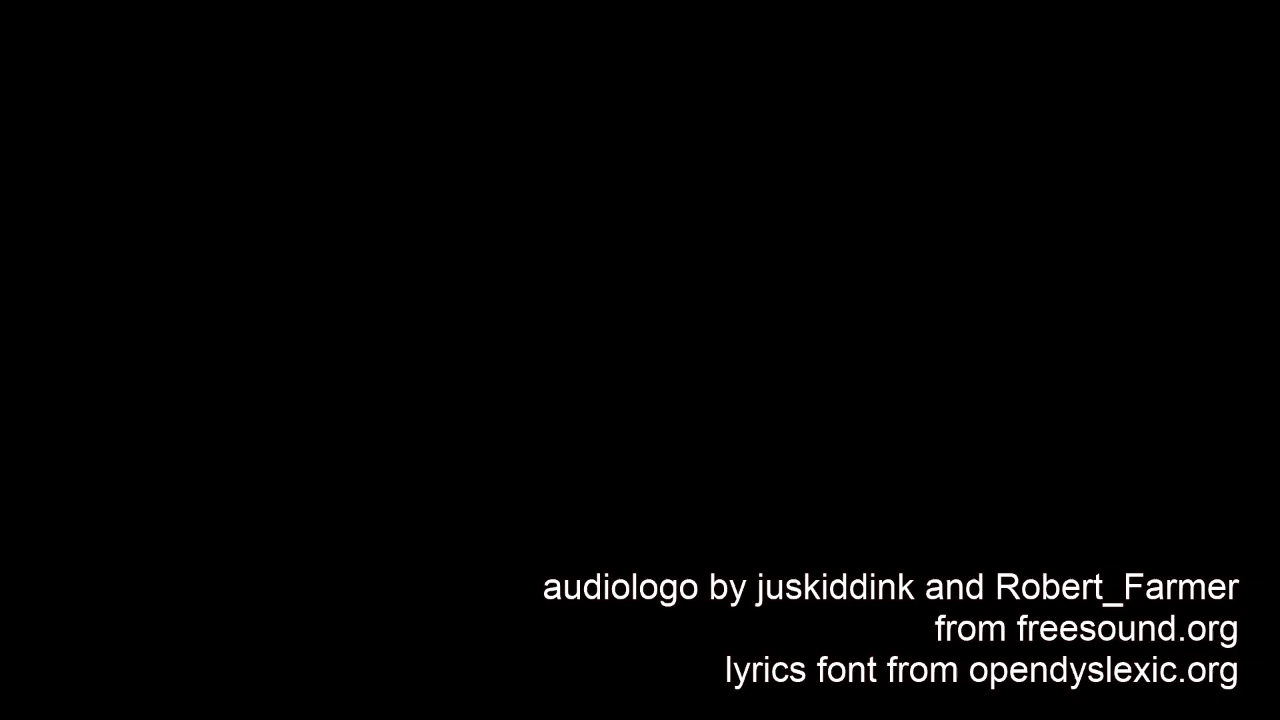 audiologo by juskiddink and Robert_Farmer
from freesound.org
lyrics font from opendyslexic.org